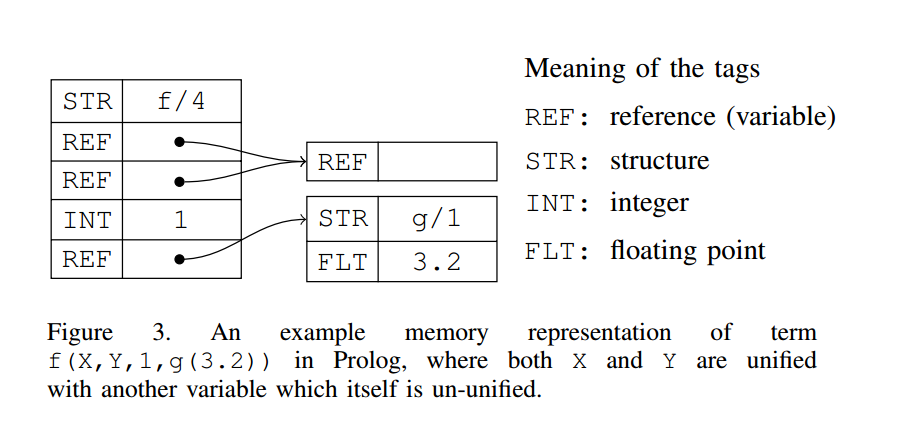 STR f/4
REF
REF
INT 1
REF
REF
STR g/1
FLT 3.2
Meaning of the tags
REF: reference (variable)
STR: structure
INT: integer
FLT: floating point
Figure 3. An example memory representation of term
f(X,Y,1,g(3.2)) in Prolog, where both X and Y are unified
with another variable which itself is un-unified.